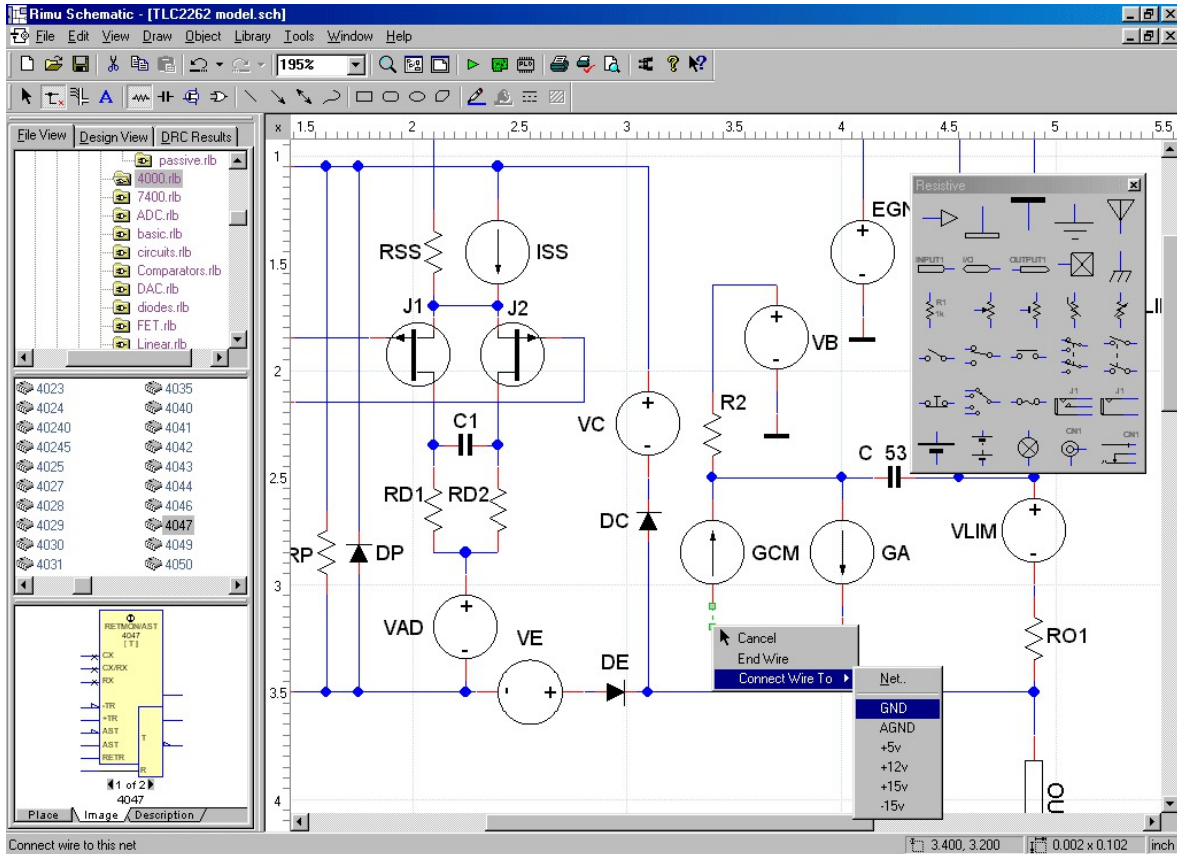 Rimu Schematic - [TLC2262 model.sch]
File Edit View Draw Object Library Tools Window Help
195%
PLD
A
File View Design View DRC Results
passive.rlb
4000.rlb
7400.rlb
ADC.rlb
basic.rlb
circuits.rlb
Comparators.rlb
DAC.rlb
diodes.rlb
FET.rlb
Linear.rlb
4023 4035
4024 4040
40240 4041
40245 4042
4025 4043
4027 4044
4028 4046
4029 4047
4030 4049
4031 4050
RETMON/AST
4047
[T]
CX
CX/RX
RX
-TR
+TR
AST
AST
RETR
T
R
1 of 2
4047
Place Image Description
x 1.5 2 2.5 3 3.5 4 4.5 5 5.5
1
1.5
2
2.5
3
3.5
4
RSS ISS
J1 J2
C1
RD1 RD2
RP DP
VAD VE DE
VC
DC
R2 VB
EGN
C 53
GCM GA
VLIM
RO1
OU
LI
Resistive
INPUT1 I/O OUTPUT1
R1
1k
J1 J1
CN1 CN1
Cancel
End Wire
Connect Wire To
Net..
GND
AGND
+5v
+12v
+15v
-15v
Connect wire to this net 3.400, 3.200 0.002 x 0.102 inch